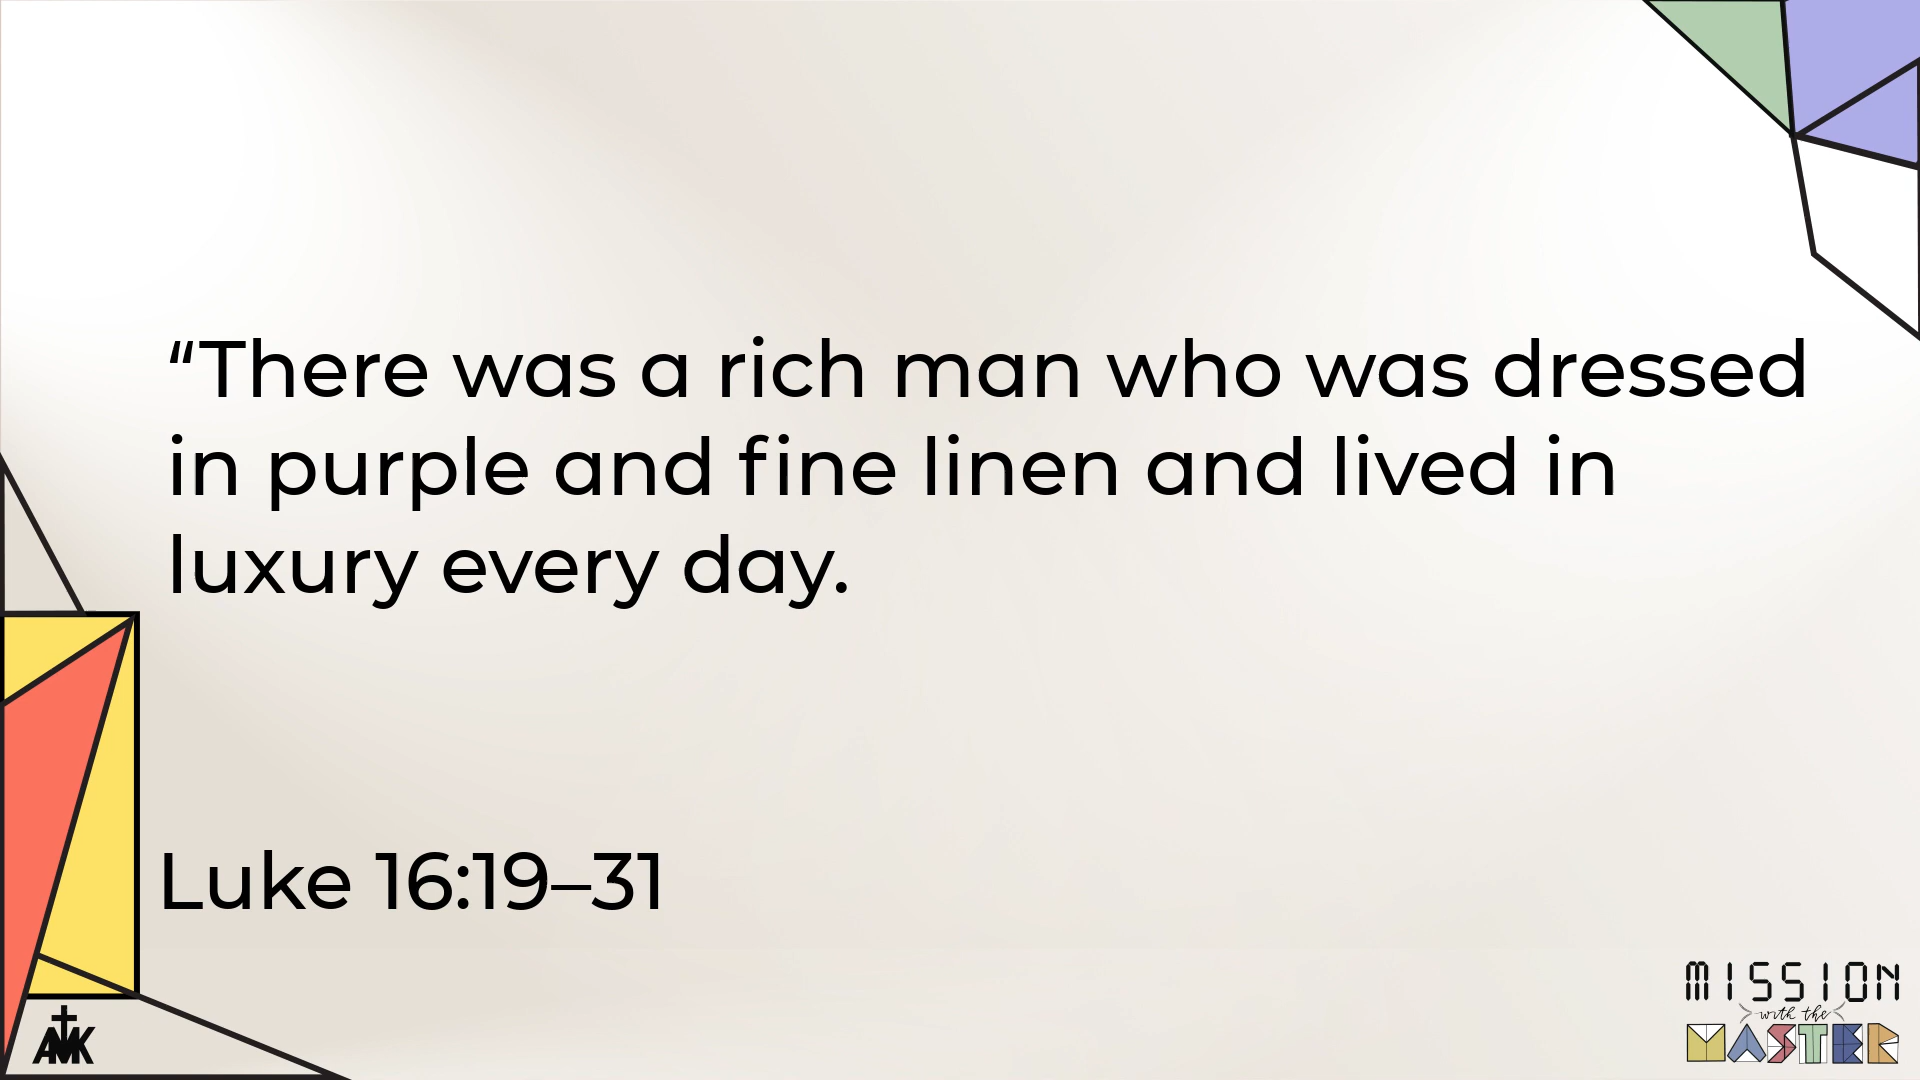 “There was a rich man who was dressed
in purple and fine linen and lived in
luxury every day.
Luke 16:19–31
AMK
MISSION
with the
MASTER